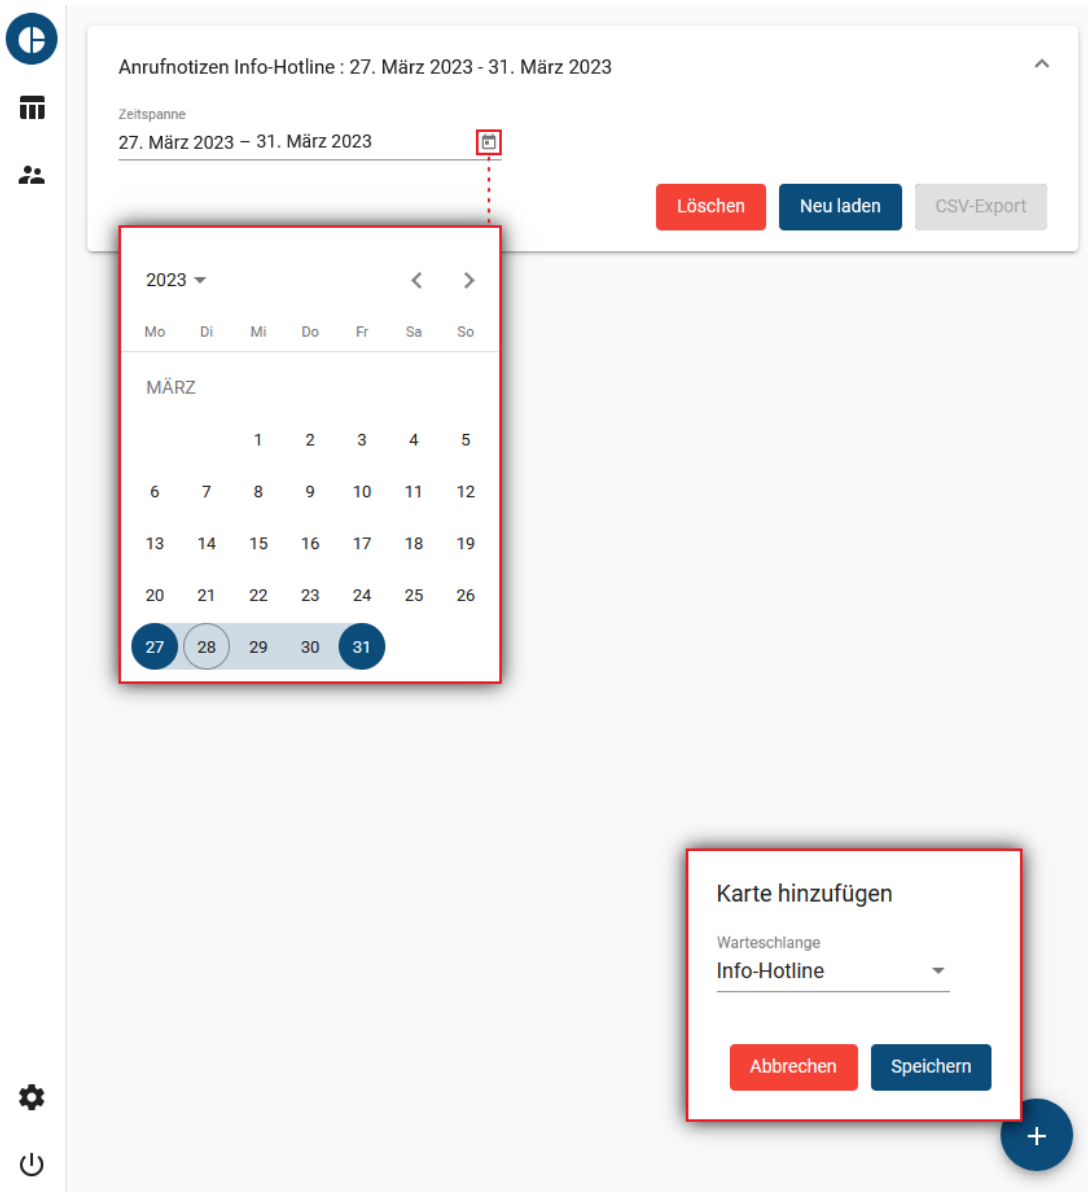 Anrufnotizen Info-Hotline : 27. März 2023 - 31. März 2023
Zeitspanne
27. März 2023 – 31. März 2023
Löschen Neu laden CSV-Export
2023
Mo Di Mi Do Fr Sa So
MÄRZ
1 2 3 4 5
6 7 8 9 10 11 12
13 14 15 16 17 18 19
20 21 22 23 24 25 26
27 28 29 30 31
Karte hinzufügen
Warteschlange
Info-Hotline
Abbrechen Speichern